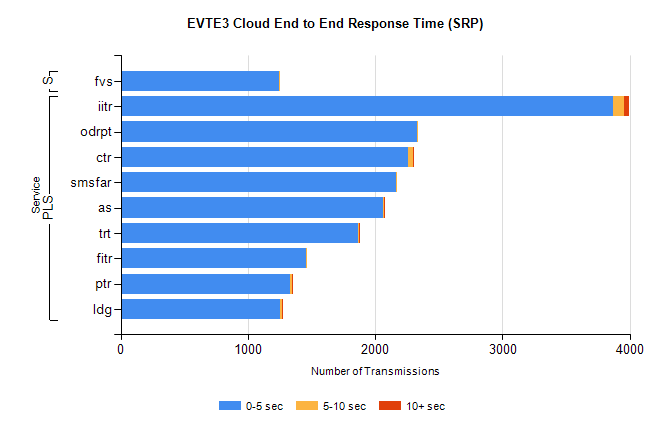 EVTE3 Cloud End to End Response Time (SRP)
Service
S
PLS
fvs
iitr
odrpt
ctr
smsfar
as
trt
fitr
ptr
ldg
0 1000 2000 3000 4000
Number of Transmissions
0-5 sec 5-10 sec 10+ sec